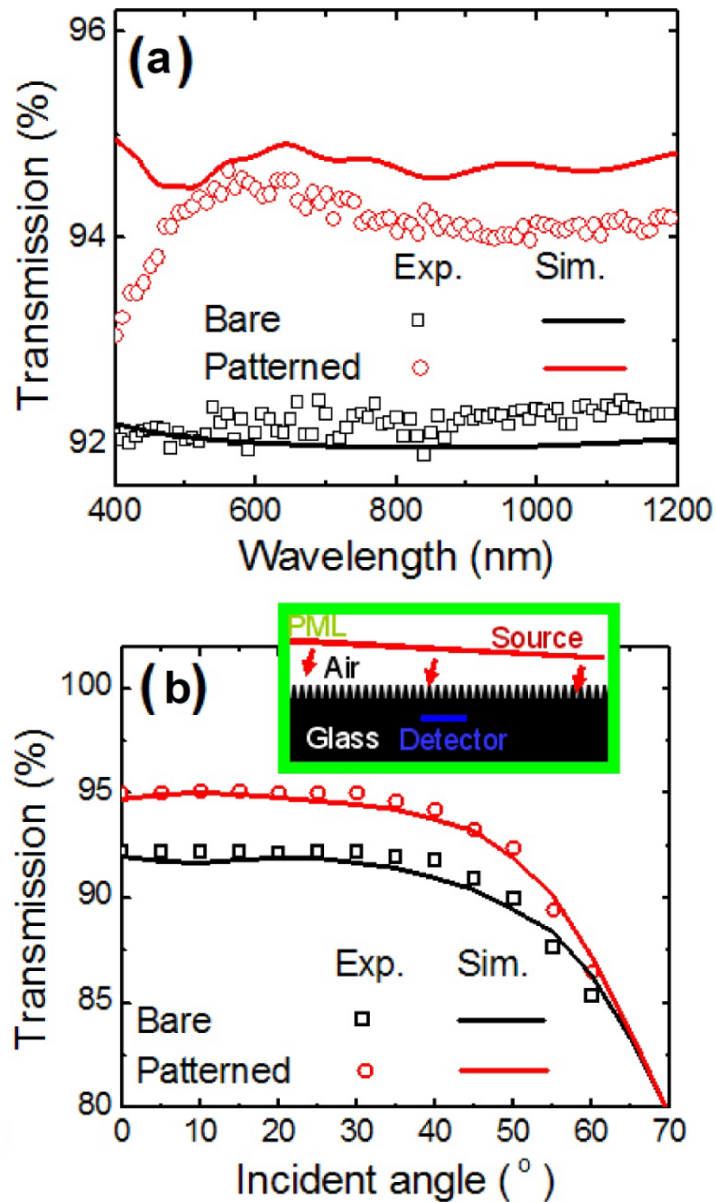 96
(a)
94
92
Transmission (%)
Exp. Sim.
Bare
Patterned
400 600 800 1000 1200
Wavelength (nm)
PML
Source
Air
Glass
Detector
(b)
100
95
90
85
80
Transmission (%)
Exp. Sim.
Bare
Patterned
0 10 20 30 40 50 60 70
Incident angle (°)